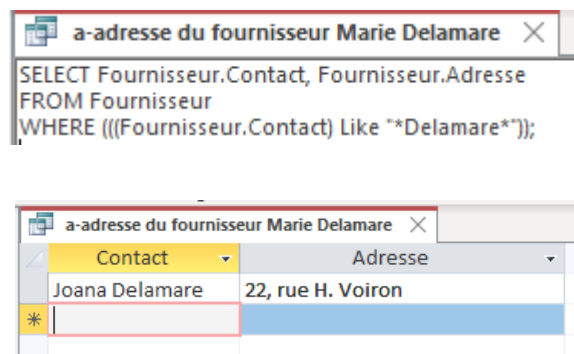 a-adresse du fournisseur Marie Delamare
SELECT Fournisseur.Contact, Fournisseur.Adresse
FROM Fournisseur
WHERE (((Fournisseur.Contact) Like "*Delamare*"));
a-adresse du fournisseur Marie Delamare
Contact Adresse
Joana Delamare 22, rue H. Voiron